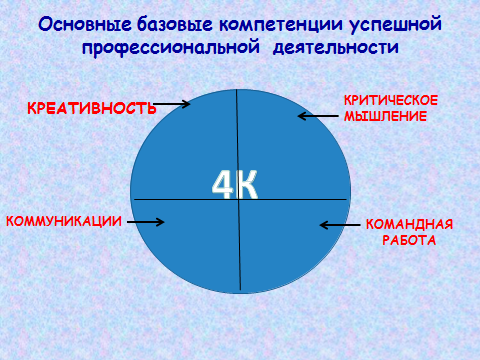 Основные базовые компетенции успешной
профессиональной деятельности
КРЕАТИВНОСТЬ
КРИТИЧЕСКОЕ
МЫШЛЕНИЕ
4К
КОММУНИКАЦИИ
КОМАНДНАЯ
РАБОТА